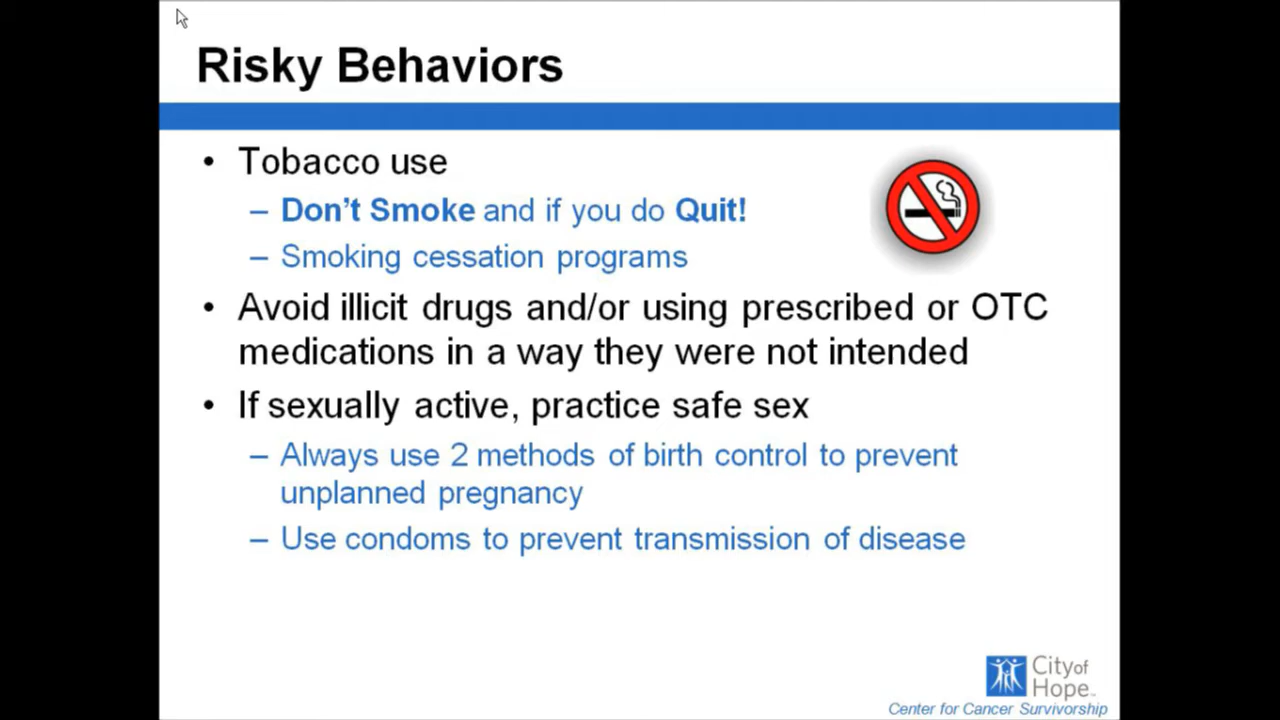 Risky Behaviors
• Tobacco use
– Don't Smoke and if you do Quit!
– Smoking cessation programs
• Avoid illicit drugs and/or using prescribed or OTC
medications in a way they were not intended
• If sexually active, practice safe sex
– Always use 2 methods of birth control to prevent
unplanned pregnancy
– Use condoms to prevent transmission of disease
City of
Hope™
Center for Cancer Survivorship